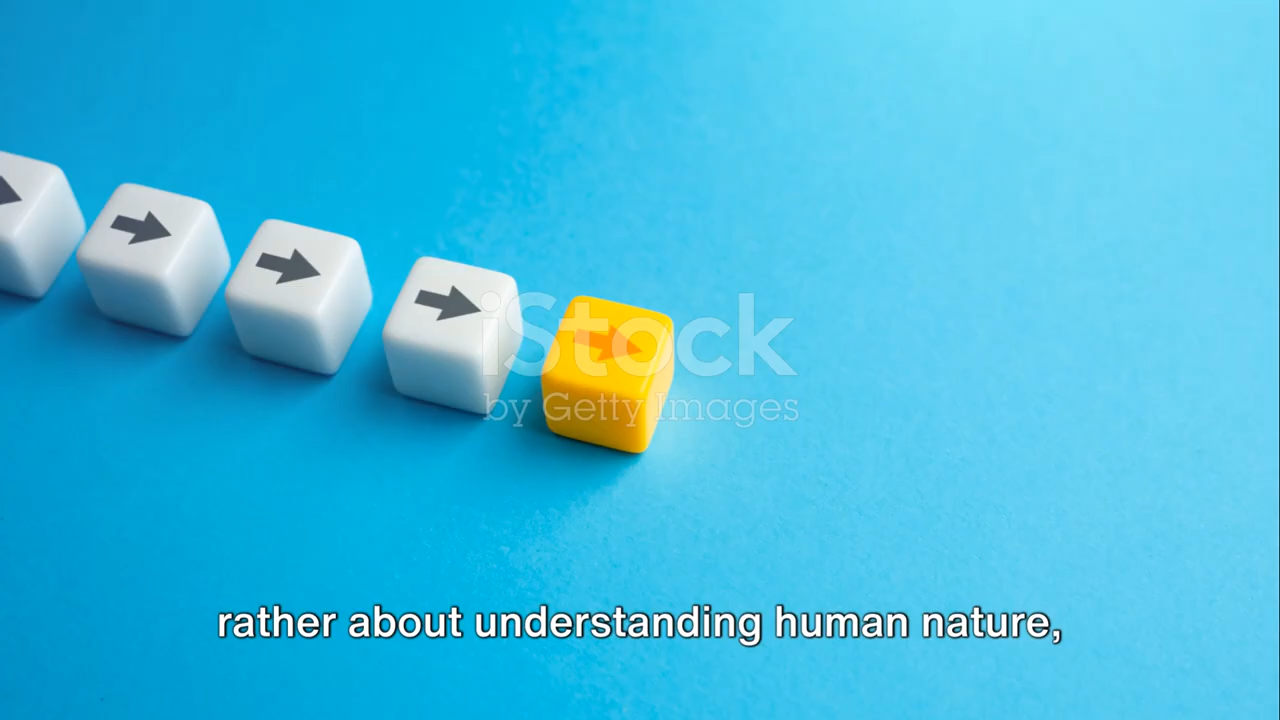 iStock
by Getty Images
rather about understanding human nature,